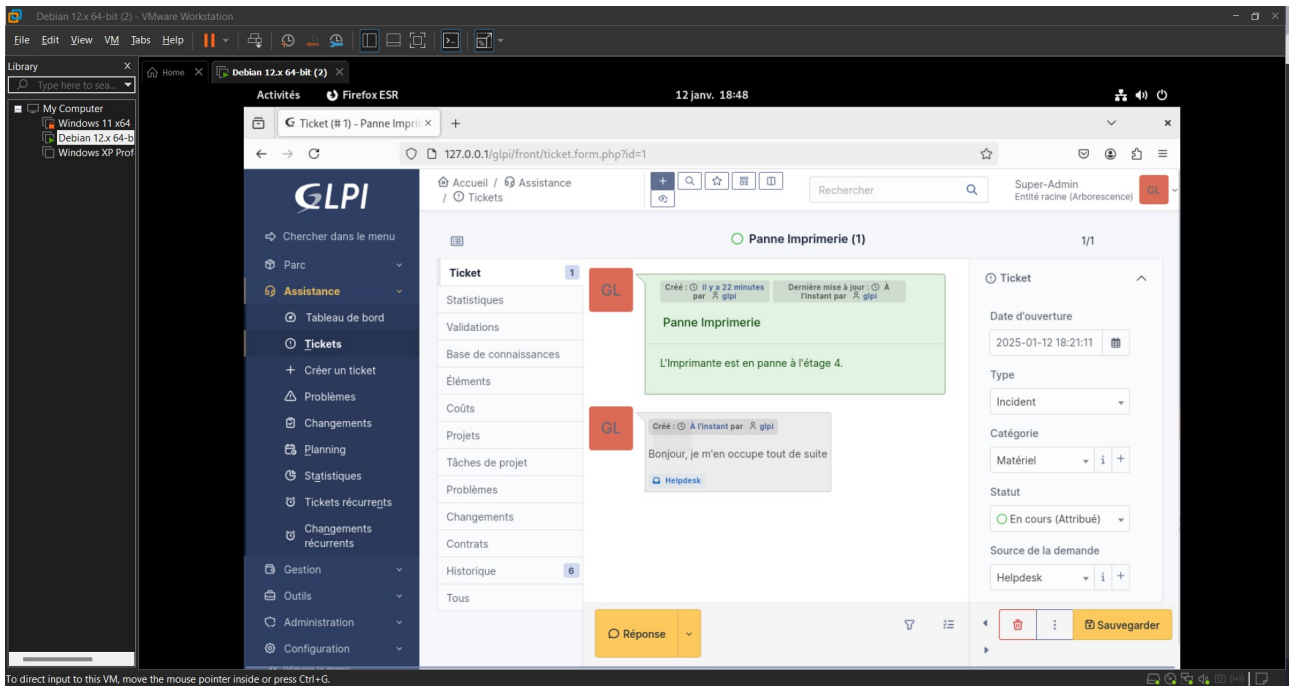 Debian 12.x 64-bit (2) - VMware Workstation
File Edit View VM Tabs Help
Library X
Type here to sea...
My Computer
Windows 11 x64
Debian 12.x 64-b
Windows XP Prof
Home
Debian 12.x 64-bit (2)
Activités Firefox ESR 12 janv. 18:48
Ticket (#1) - Panne Imprim
127.0.0.1/glpi/front/ticket.form.php?id=1
GLPI
Chercher dans le menu
Parc
Assistance
Tableau de bord
Tickets
+ Créer un ticket
Problèmes
Changements
Planning
Statistiques
Tickets récurrents
Changements
récurrents
Gestion
Outils
Administration
Configuration
Accueil / Assistance
/ Tickets
Rechercher
Super-Admin
Entité racine (Arborescence)
GL
Panne Imprimerie (1)
1/1
Ticket 1
Statistiques
Validations
Base de connaissances
Éléments
Coûts
Projets
Tâches de projet
Problèmes
Changements
Contrats
Historique 6
Tous
GL
Créé : il y a 22 minutes
par glpi
Dernière mise à jour : À
l'instant par glpi
Panne Imprimerie
L'Imprimante est en panne à l'étage 4.
GL
Créé : À l'instant par glpi
Bonjour, je m'en occupe tout de suite
Helpdesk
Réponse
Ticket
Date d'ouverture
2025-01-12 18:21:11
Type
Incident
Catégorie
Matériel
Statut
En cours (Attribué)
Source de la demande
Helpdesk
Sauvegarder
To direct input to this VM, move the mouse pointer inside or press Ctrl+G.